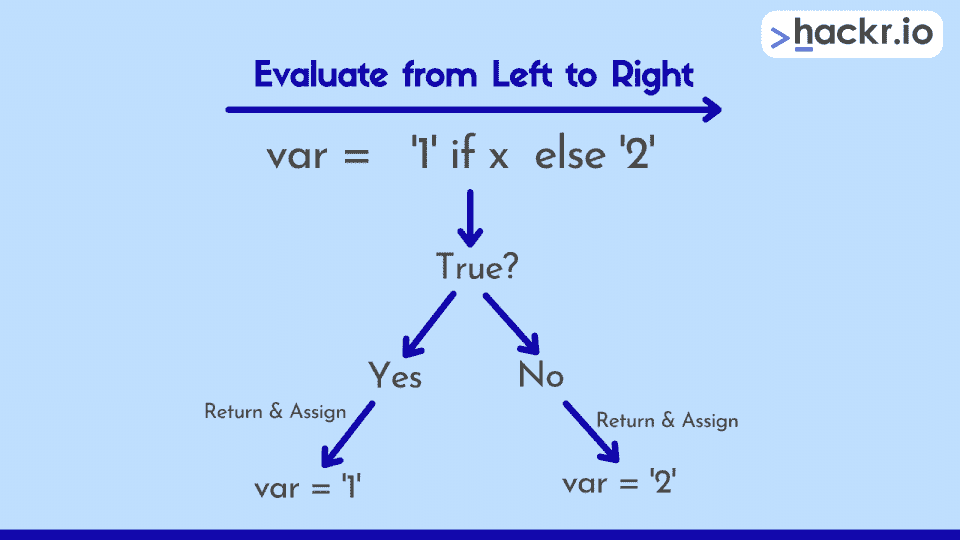 >hackr.io
Evaluate from Left to Right
var = '1' if x else '2'
True?
Yes
No
Return & Assign
Return & Assign
var = '1'
var = '2'